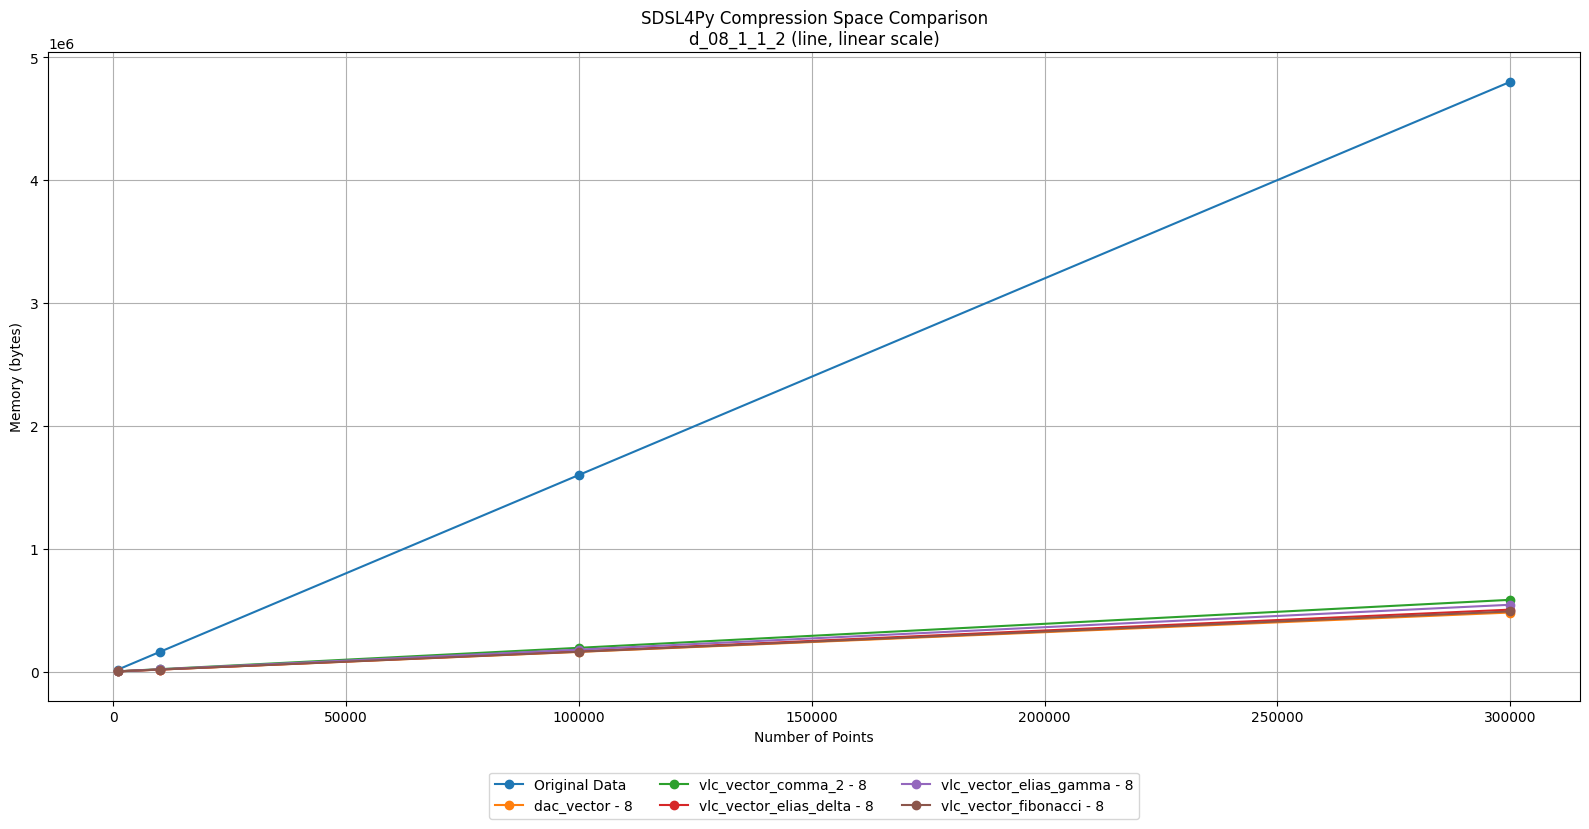 SDSL4Py Compression Space Comparison
d_08_1_1_2 (line, linear scale)
1e6
5
4
3
2
1
0
Memory (bytes)
0 50000 100000 150000 200000 250000 300000
Number of Points
Original Data vlc_vector_comma_2 - 8 vlc_vector_elias_gamma - 8
dac_vector - 8 vlc_vector_elias_delta - 8 vlc_vector_fibonacci - 8